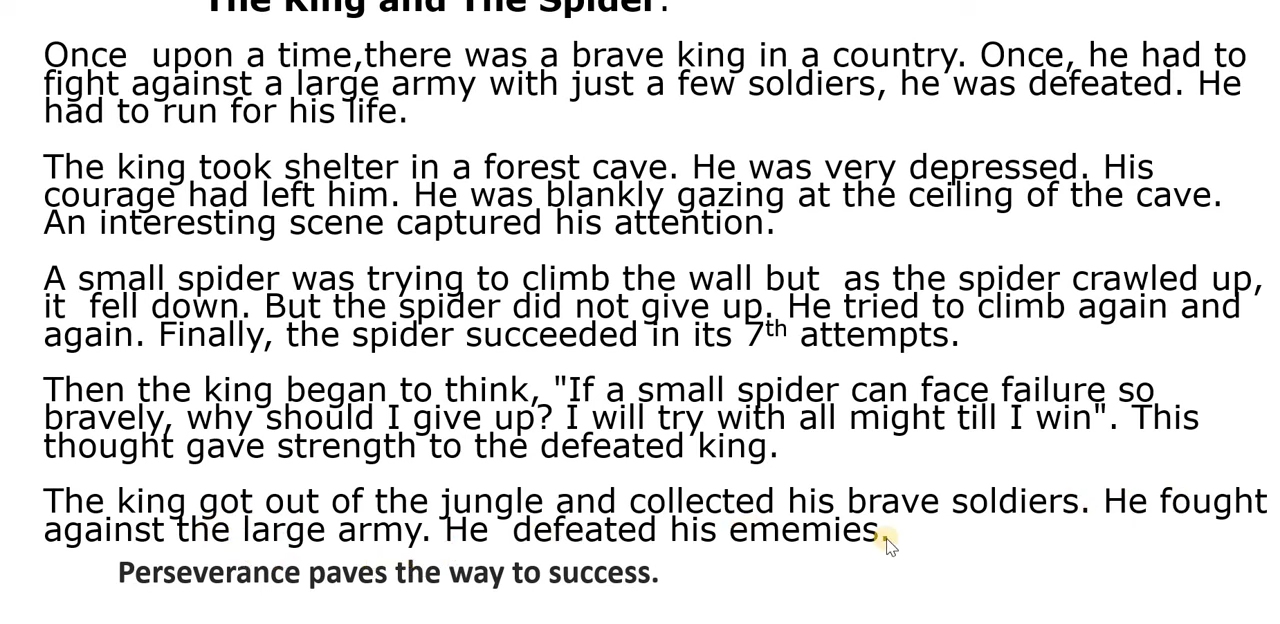 The King and The Spider.
Once  upon a time,there was a brave king in a country. Once, he had to
fight against a large army with just a few soldiers, he was defeated. He
had to run for his life.
The king took shelter in a forest cave. He was very depressed. His
courage had left him. He was blankly gazing at the ceiling of the cave.
An interesting scene captured his attention.
A small spider was trying to climb the wall but  as the spider crawled up,
it  fell down. But the spider did not give up. He tried to climb again and
again. Finally, the spider succeeded in its 7th attempts.
Then the king began to think, "If a small spider can face failure so
bravely, why should I give up? I will try with all might till I win". This
thought gave strength to the defeated king.
The king got out of the jungle and collected his brave soldiers. He fought
against the large army. He  defeated his ememies.
Perseverance paves the way to success.